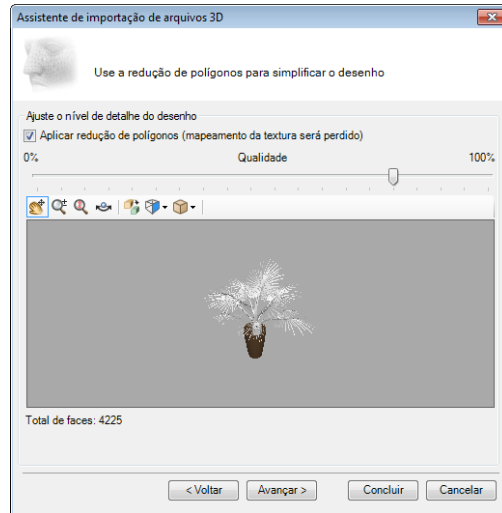 Assistente de importação de arquivos 3D
Use a redução de polígonos para simplificar o desenho
Ajuste o nível de detalhe do desenho
Aplicar redução de polígonos (mapeamento da textura será perdido)
0% Qualidade 100%
Total de faces: 4225
< Voltar Avançar > Concluir Cancelar